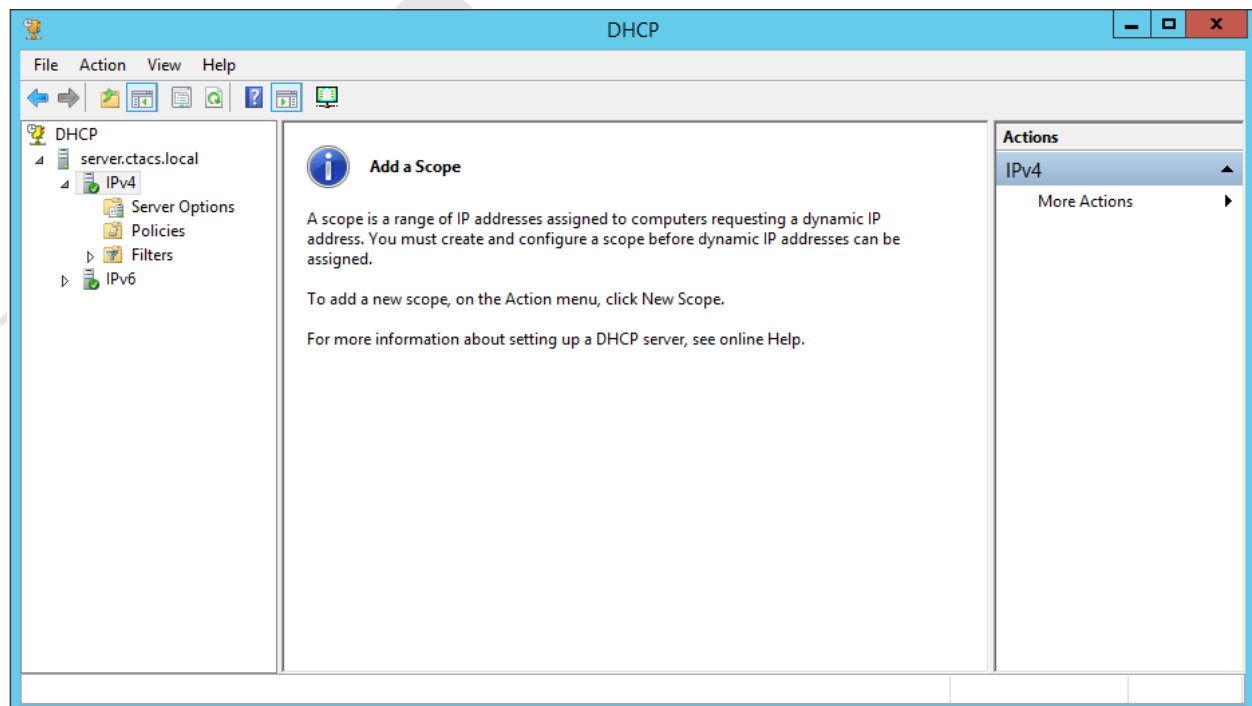 DHCP
File Action View Help
DHCP
server.ctacs.local
IPv4
Server Options
Policies
Filters
IPv6
Add a Scope
A scope is a range of IP addresses assigned to computers requesting a dynamic IP
address. You must create and configure a scope before dynamic IP addresses can be
assigned.
To add a new scope, on the Action menu, click New Scope.
For more information about setting up a DHCP server, see online Help.
Actions
IPv4
More Actions